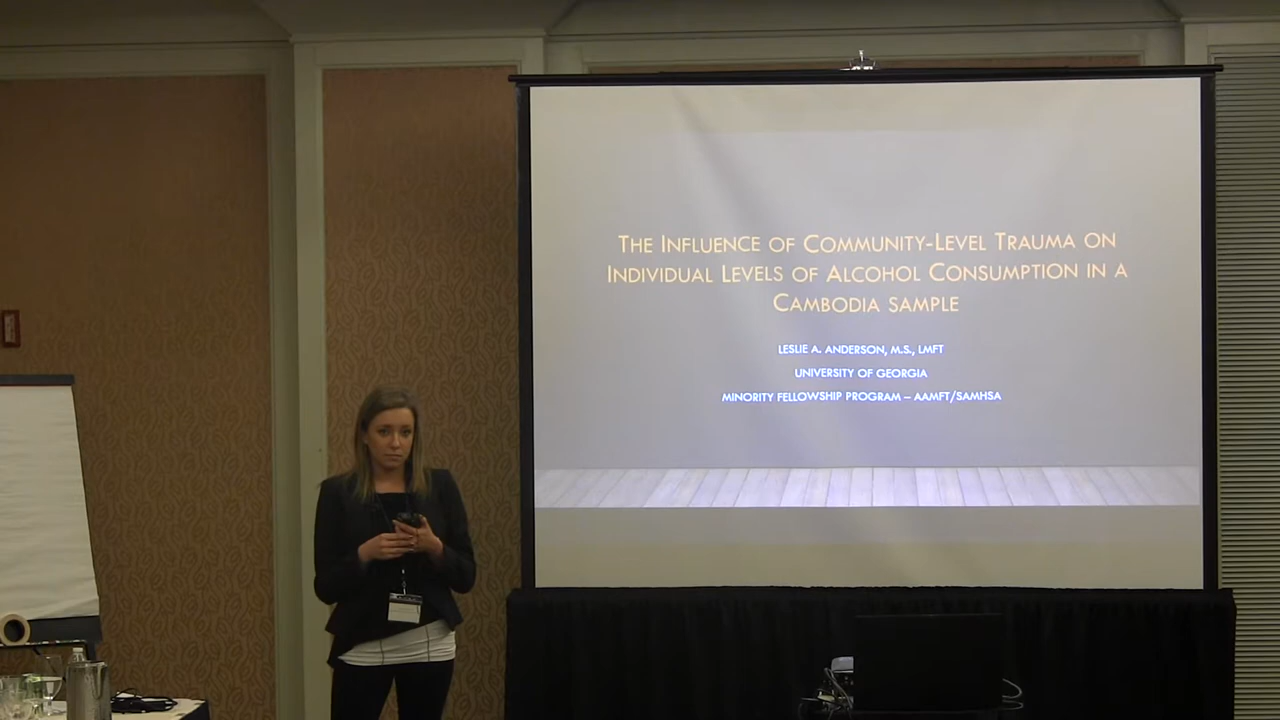 THE INFLUENCE OF COMMUNITY-LEVEL TRAUMA ON
INDIVIDUAL LEVELS OF ALCOHOL CONSUMPTION IN A
CAMBODIA SAMPLE
LESLIE A. ANDERSON, M.S., LMFT
UNIVERSITY OF GEORGIA
MINORITY FELLOWSHIP PROGRAM – AAMFT/SAMHSA